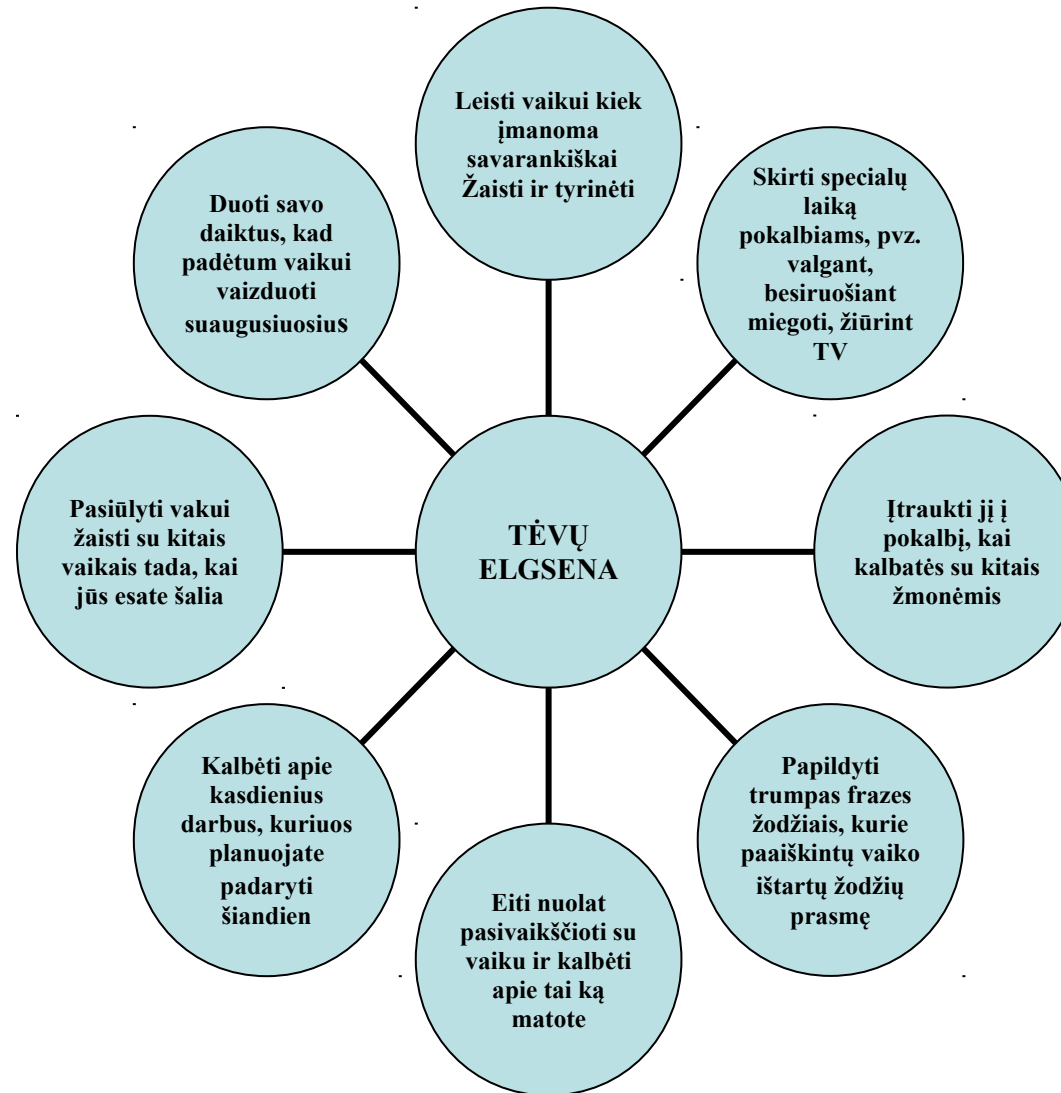 Leisti vaikui kiek
įmanoma
savarankiškai
Žaisti ir tyrinėti
Skirti specialų
laiką
pokalbiams, pvz.
valgant,
besiruošiant
miegoti, žiūrint
TV
Įtraukti jį į
pokalbį, kai
kalbatės su kitais
žmonėmis
Papildyti
trumpas frazes
žodžiais, kurie
paaiškintų vaiko
ištartų žodžių
prasmę
Eiti nuolat
pasivaikščioti su
vaiku ir kalbėti
apie tai ką
matote
Kalbėti apie
kasdienius
darbus, kuriuos
planuojate
padaryti
šiandien
Pasiūlyti vakui
žaisti su kitais
vaikais tada, kai
jūs esate šalia
Duoti savo
daiktus, kad
padėtum vaikui
vaizduoti
suaugusiuosius
TĖVŲ
ELGSENA